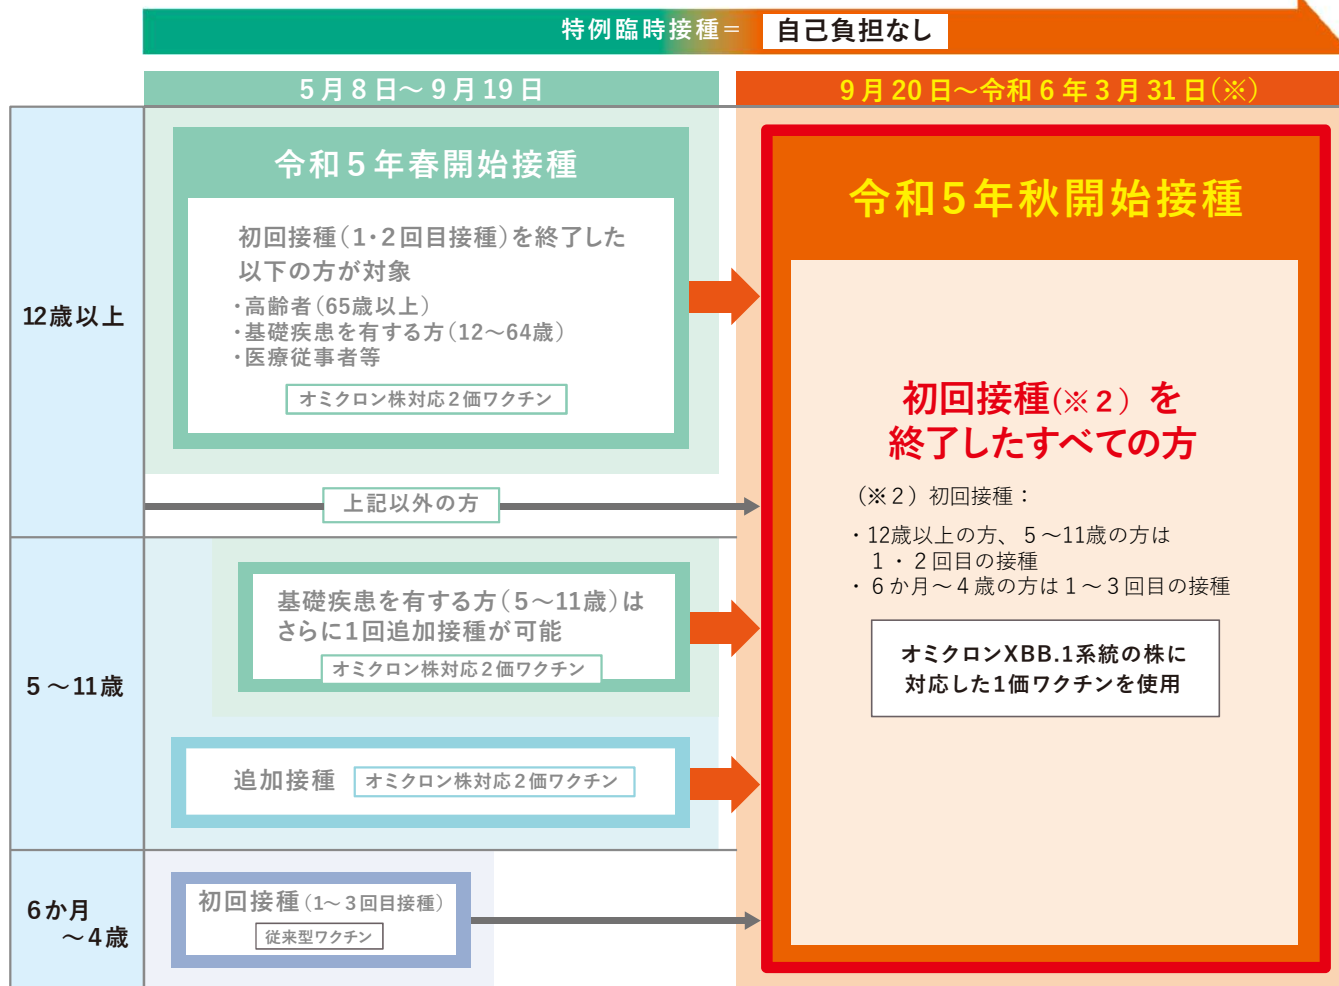 特例臨時接種＝ 自己負担なし
5月8日～9月19日
9月20日～令和6年3月31日(※)
12歳以上
令和5年春開始接種
初回接種（1・2回目接種）を終了した
以下の方が対象
・高齢者（65歳以上）
・基礎疾患を有する方（12～64歳）
・医療従事者等
オミクロン株対応2価ワクチン
上記以外の方
5～11歳
基礎疾患を有する方（5～11歳）は
さらに1回追加接種が可能
オミクロン株対応2価ワクチン
追加接種 オミクロン株対応2価ワクチン
6か月
～4歳
初回接種（1～3回目接種）
従来型ワクチン
令和5年秋開始接種
初回接種(※2）を
終了したすべての方
（※2）初回接種：
・12歳以上の方、5～11歳の方は
1・2回目の接種
・6か月～4歳の方は1～3回目の接種
オミクロンXBB.1系統の株に
対応した1価ワクチンを使用